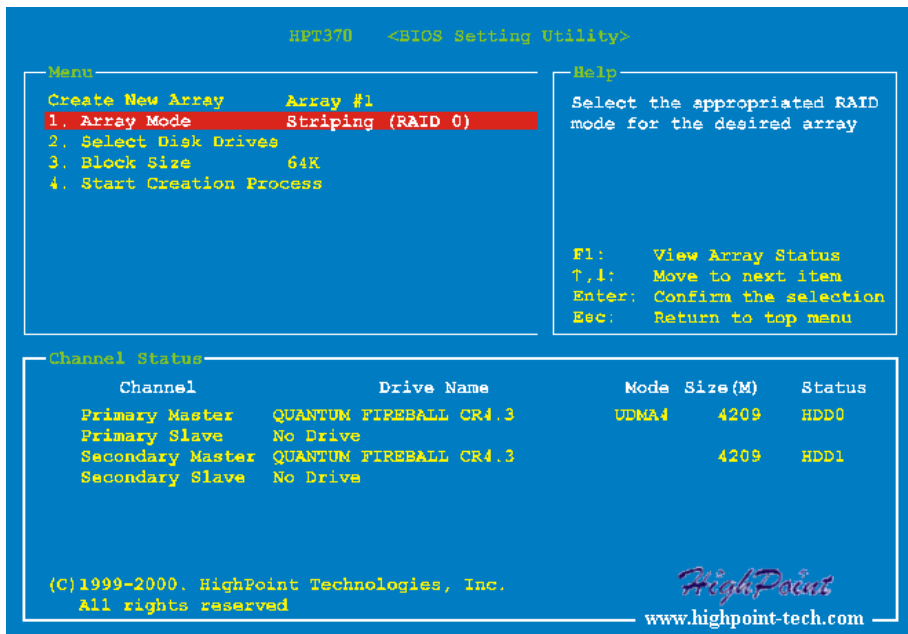 HPT370 <BIOS Setting Utility>
Menu
Create New Array Array #1
1. Array Mode Striping (RAID 0)
2. Select Disk Drives
3. Block Size 64K
4. Start Creation Process
Help
Select the appropriated RAID
mode for the desired array
F1: View Array Status
↑,↓: Move to next item
Enter: Confirm the selection
Esc: Return to top menu
Channel Status
Channel Drive Name Mode Size(M) Status
Primary Master QUANTUM FIREBALL CR4.3 UDMA4 4209 HDD0
Primary Slave No Drive
Secondary Master QUANTUM FIREBALL CR4.3 4209 HDD1
Secondary Slave No Drive
(C)1999-2000. HighPoint Technologies, Inc.
All rights reserved
HighPoint
www.highpoint-tech.com